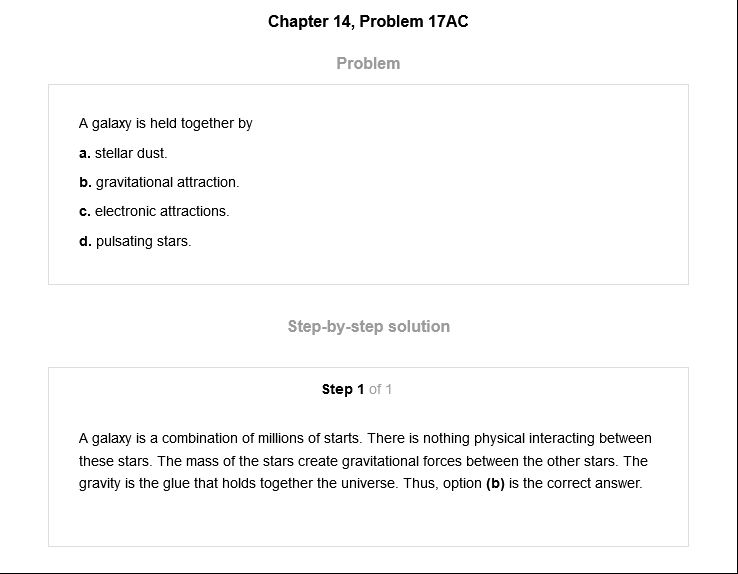 Chapter 14, Problem 17AC
Problem
A galaxy is held together by
a. stellar dust.
b. gravitational attraction.
c. electronic attractions.
d. pulsating stars.
Step-by-step solution
Step 1 of 1
A galaxy is a combination of millions of starts. There is nothing physical interacting between
these stars. The mass of the stars create gravitational forces between the other stars. The
gravity is the glue that holds together the universe. Thus, option (b) is the correct answer.